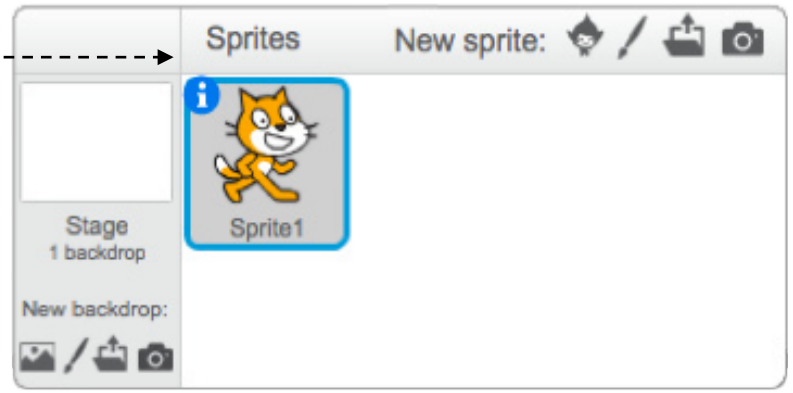 Sprites New sprite:
i
Sprite1
Stage
1 backdrop
New backdrop: